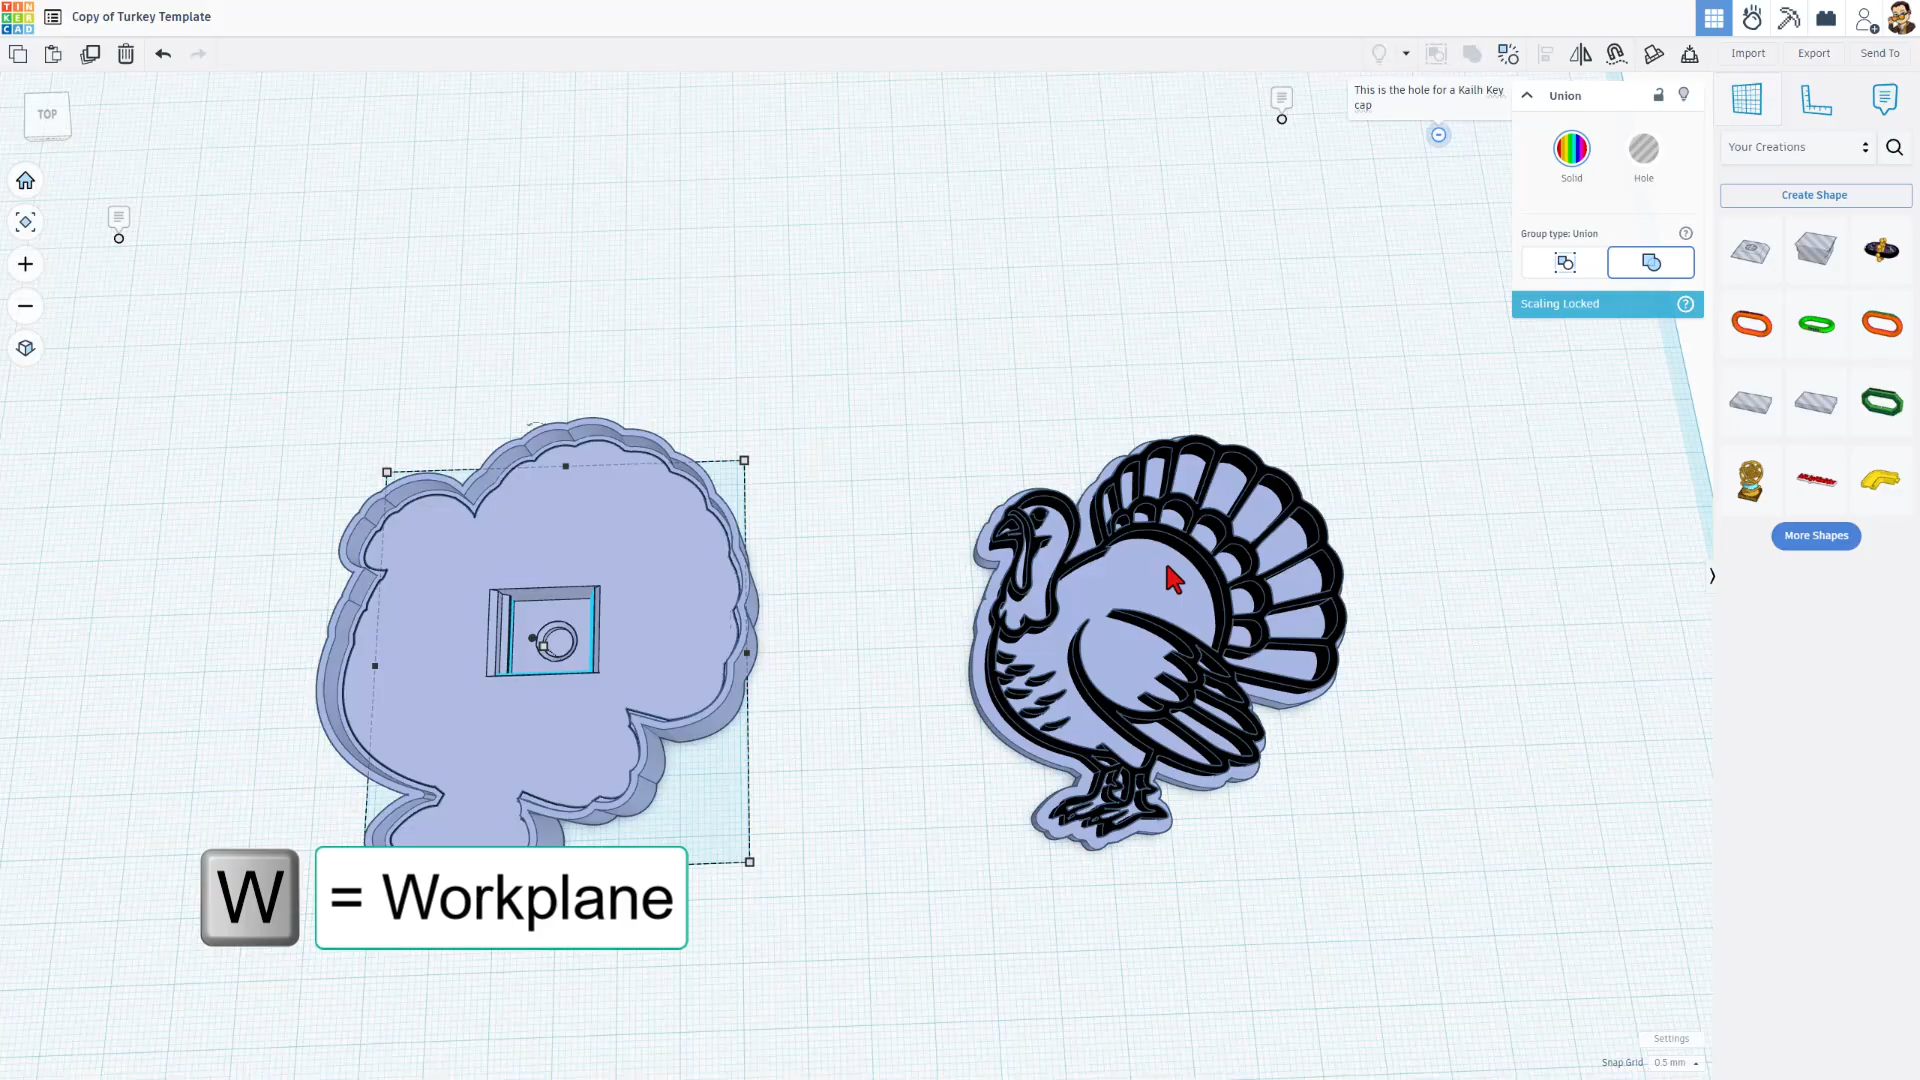 TIN
KER
CAD
Copy of Turkey Template
Import
Export
Send To
TOP
This is the hole for a Kailh Key
cap
Union
Solid
Hole
Group type: Union
Scaling Locked
Your Creations
Create Shape
More Shapes
W
= Workplane
Settings
Snap Grid
0.5 mm